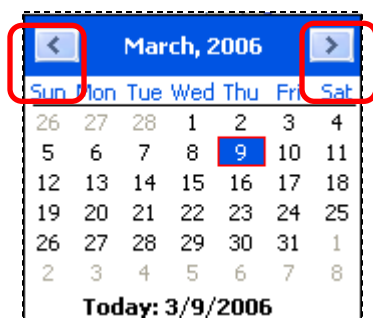 March, 2006
Sun Mon Tue Wed Thu Fri Sat
26 27 28 1 2 3 4
5 6 7 8 9 10 11
12 13 14 15 16 17 18
19 20 21 22 23 24 25
26 27 28 29 30 31 1
2 3 4 5 6 7 8
Today: 3/9/2006